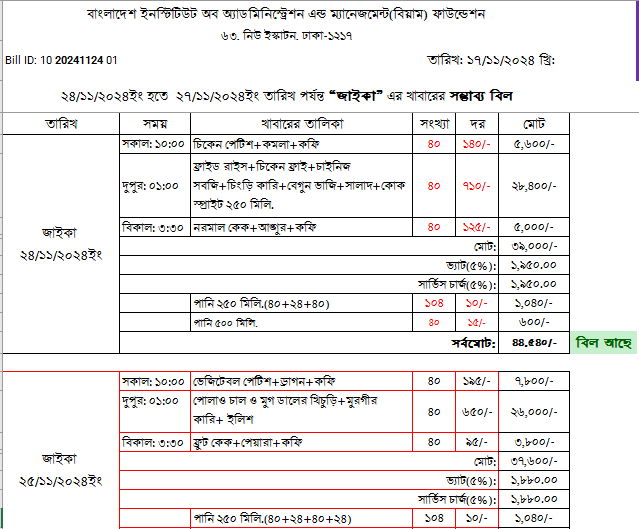 বাংলাদেশ ইনস্টিটিউট অব অ্যাডমিনিস্ট্রেশন এন্ড ম্যানেজমেন্ট(বিয়াম) ফাউন্ডেশন
৬৩, নিউ ইস্কাটন, ঢাকা-১২১৭
Bill ID: 10 20241124 01 তারিখ: ১৭/১১/২০২৪ খ্রি:
২৪/১১/২০২৪ইং হতে ২৭/১১/২০২৪ইং তারিখ পর্যন্ত “জাইকা” এর খাবারের সম্ভাব্য বিল
তারিখ সময় খাবারের তালিকা সংখ্যা দর মোট
জাইকা
২৪/১১/২০২৪ইং
সকাল: ১০:০০ চিকেন পেটিশ+কমলা+কফি ৪০ ১৪০/- ৫,৬০০/-
দুপুর: ০১:০০ ফ্রাইড রাইস+চিকেন ফ্রাই+চাইনিজ
সবজি+চিংড়ি কারি+বেগুন ভাজি+সালাদ+কোক
স্প্রাইট ২৫০ মিলি. ৪০ ৭১০/- ২৮,৪০০/-
বিকাল: ৩:৩০ নরমাল কেক+আঙ্গুর+কফি ৪০ ১২৫/- ৫,০০০/-
মোট: ৩৯,০০০/-
ভ্যাট(৫%): ১,৯৫০.০০
সার্ভিস চার্জ(৫%): ১,৯৫০.০০
পানি ২৫০ মিলি.(৪০+২৪+৪০) ১০৪ ১০/- ১,০৪০/-
পানি ৫০০ মিলি. ৪০ ১৫/- ৬০০/-
সর্বমোট: ৪৪,৫৪০/- বিল আছে
জাইকা
২৫/১১/২০২৪ইং
সকাল: ১০:০০ ভেজিটেবল পেটিশ+ড্রাগন+কফি ৪০ ১৯৫/- ৭,৮০০/-
দুপুর: ০১:০০ পোলাও চাল ও মুগ ডালের খিচুড়ি+মুরগীর
কারি+ ইলিশ ৪০ ৬৫০/- ২৬,০০০/-
বিকাল: ৩:৩০ ফ্রুট কেক+পেয়ারা+কফি ৪০ ৯৫/- ৩,৮০০/-
মোট: ৩৭,৬০০/-
ভ্যাট(৫%): ১,৮৮০.০০
সার্ভিস চার্জ(৫%): ১,৮৮০.০০
পানি ২৫০ মিলি.(৪০+২৪+৪০+২৪) ১০৪ ১০/- ১,০৪০/-